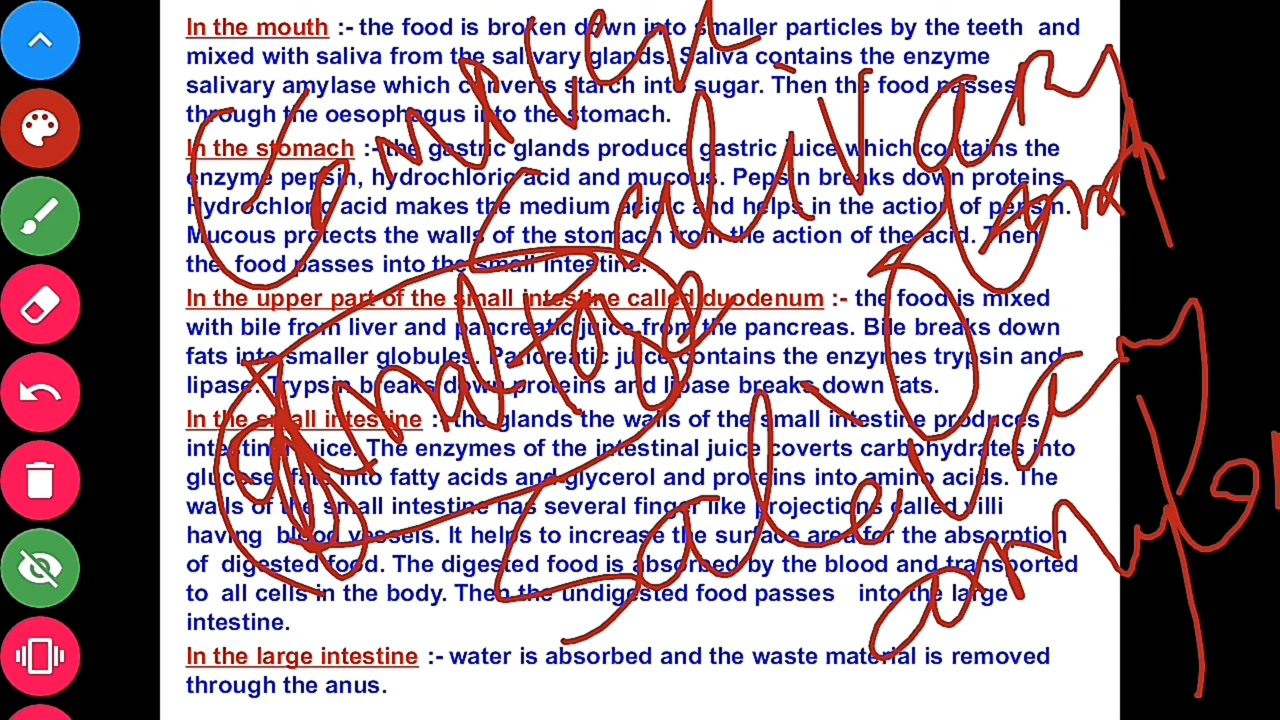 In the mouth :- the food is broken down into smaller particles by the teeth and
mixed with saliva from the salivary glands. Saliva contains the enzyme
salivary amylase which converts starch into sugar. Then the food passes
through the oesophagus into the stomach.
In the stomach :- the gastric glands produce gastric juice which contains the
enzyme pepsin, hydrochloric acid and mucous. Pepsin breaks down proteins.
Hydrochloric acid makes the medium acidic and helps in the action of pepsin.
Mucous protects the walls of the stomach from the action of the acid. Then
the food passes into the small intestine.
In the upper part of the small intestine called duodenum :- the food is mixed
with bile from liver and pancreatic juice from the pancreas. Bile breaks down
fats into smaller globules. Pancreatic juice contains the enzymes trypsin and
lipase. Trypsin breaks down proteins and lipase breaks down fats.
In the small intestine :- the glands the walls of the small intestine produces
intestinal juice. The enzymes of the intestinal juice coverts carbohydrates into
glucose, fats into fatty acids and glycerol and proteins into amino acids. The
walls of the small intestine has several finger like projections called villi
having blood vessels. It helps to increase the surface area for the absorption
of digested food. The digested food is absorbed by the blood and transported
to all cells in the body. Then the undigested food passes into the large
intestine.
In the large intestine :- water is absorbed and the waste material is removed
through the anus.